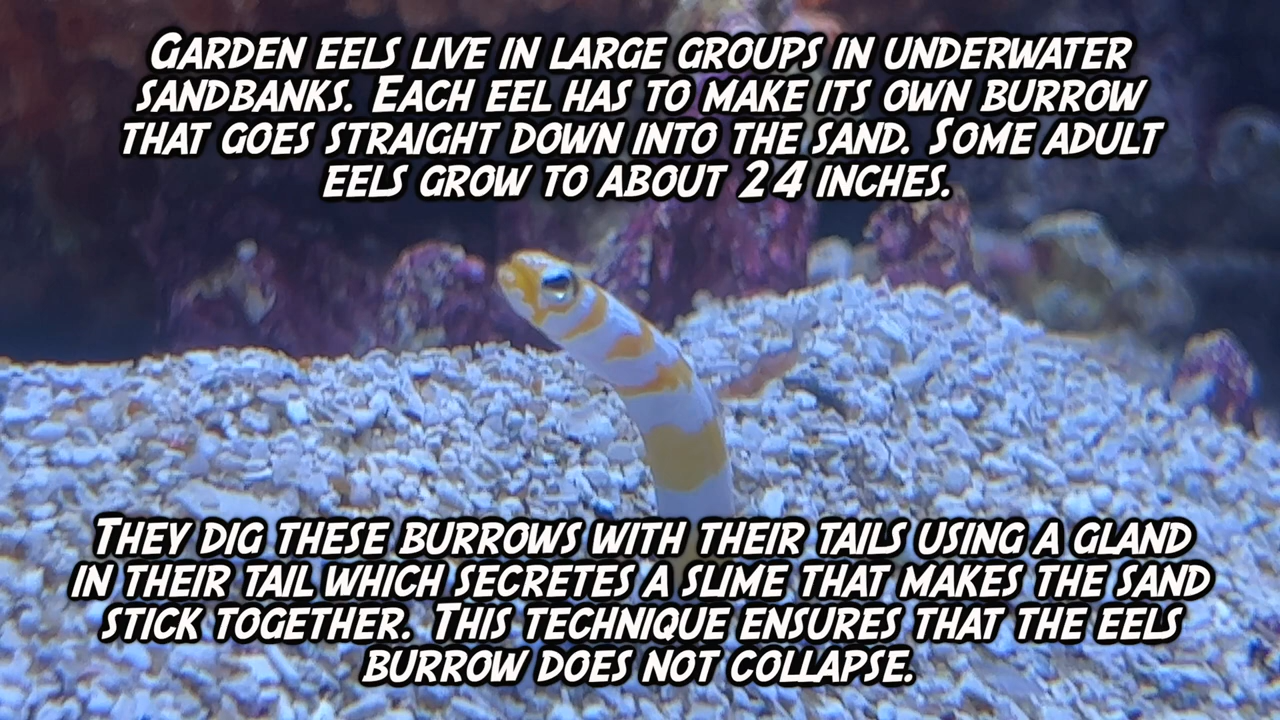 Garden eels live in large groups in underwater
sandbanks. Each eel has to make its own burrow
that goes straight down into the sand. Some adult
eels grow to about 24 inches.
They dig these burrows with their tails using a gland
in their tail which secretes a slime that makes the sand
stick together. This technique ensures that the eels
burrow does not collapse.